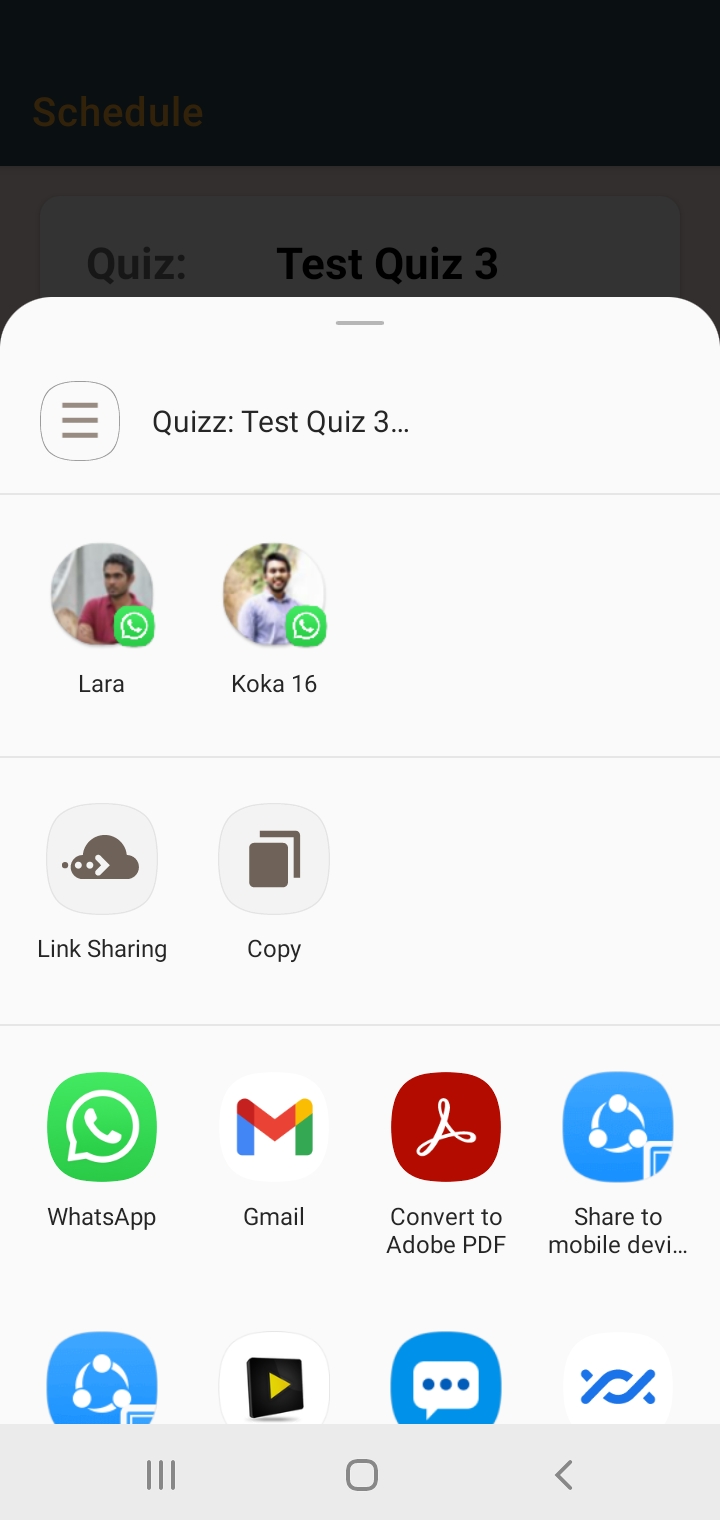 Schedule
Quiz: Test Quiz 3
Quizz: Test Quiz 3...
Lara Koka 16
Link Sharing Copy
WhatsApp Gmail Convert to Adobe PDF Share to mobile devi...